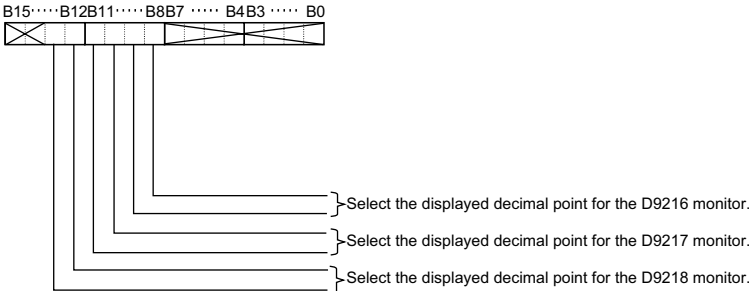 B15·····B12B11·····B8B7 ····· B4B3 ····· B0
Select the displayed decimal point for the D9216 monitor.
Select the displayed decimal point for the D9217 monitor.
Select the displayed decimal point for the D9218 monitor.